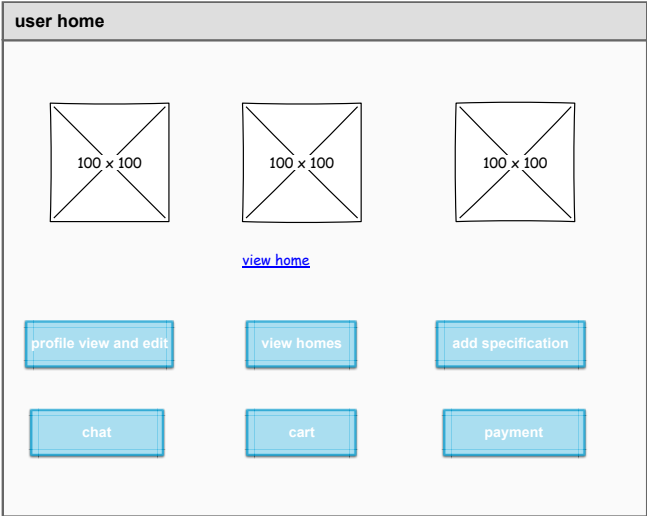 user home
100 x 100
100 x 100
100 x 100
view home
profile view and edit
view homes
add specification
chat
cart
payment